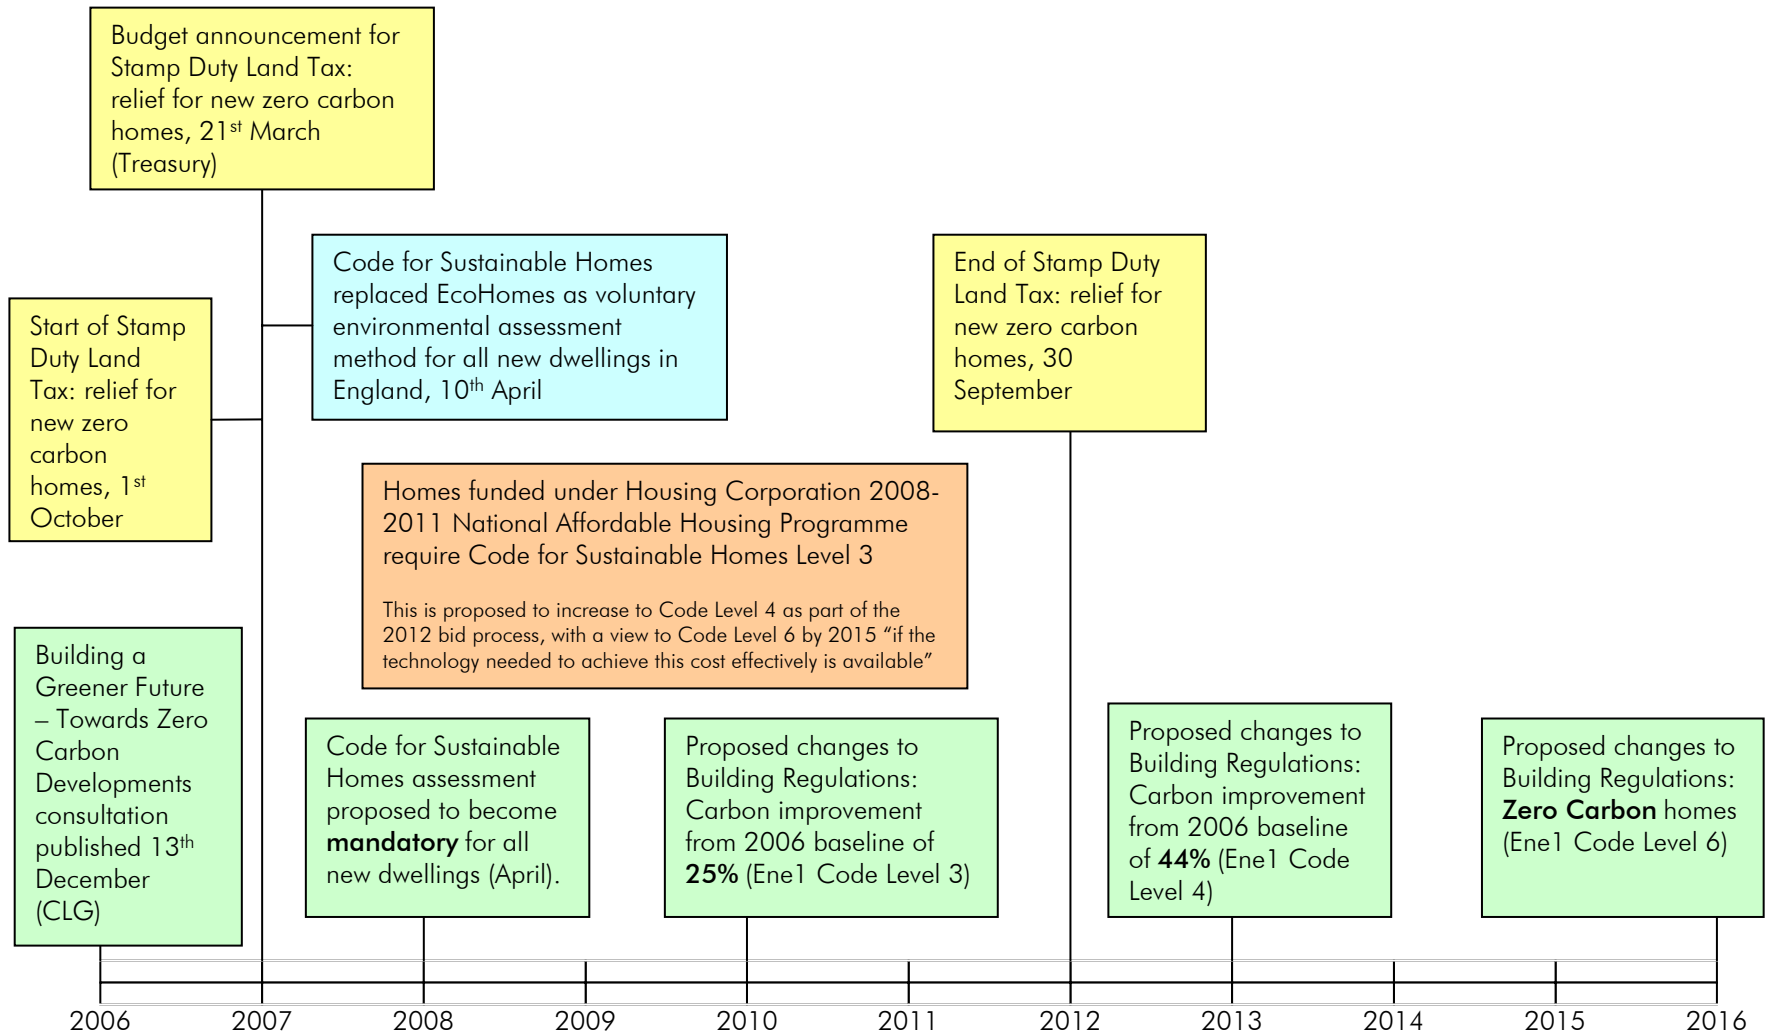 Budget announcement for
Stamp Duty Land Tax:
relief for new zero carbon
homes, 21st March
(Treasury)
Code for Sustainable Homes
replaced EcoHomes as voluntary
environmental assessment
method for all new dwellings in
England, 10th April
End of Stamp Duty
Land Tax: relief for
new zero carbon
homes, 30
September
Start of Stamp
Duty Land
Tax: relief for
new zero
carbon
homes, 1st
October
Homes funded under Housing Corporation 2008-
2011 National Affordable Housing Programme
require Code for Sustainable Homes Level 3
This is proposed to increase to Code Level 4 as part of the
2012 bid process, with a view to Code Level 6 by 2015 “if the
technology needed to achieve this cost effectively is available”
Building a
Greener Future
– Towards Zero
Carbon
Developments
consultation
published 13th
December
(CLG)
Code for Sustainable
Homes assessment
proposed to become
mandatory for all
new dwellings (April).
Proposed changes to
Building Regulations:
Carbon improvement
from 2006 baseline of
25% (Ene1 Code Level 3)
Proposed changes to
Building Regulations:
Carbon improvement
from 2006 baseline
of 44% (Ene1 Code
Level 4)
Proposed changes to
Building Regulations:
Zero Carbon homes
(Ene1 Code Level 6)
2006 2007 2008 2009 2010 2011 2012 2013 2014 2015 2016